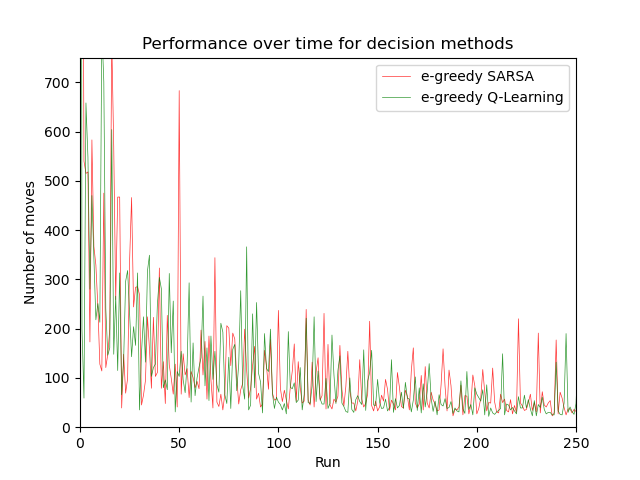 Performance over time for decision methods
e-greedy SARSA
e-greedy Q-Learning
Number of moves
700
600
500
400
300
200
100
0
0 50 100 150 200 250
Run